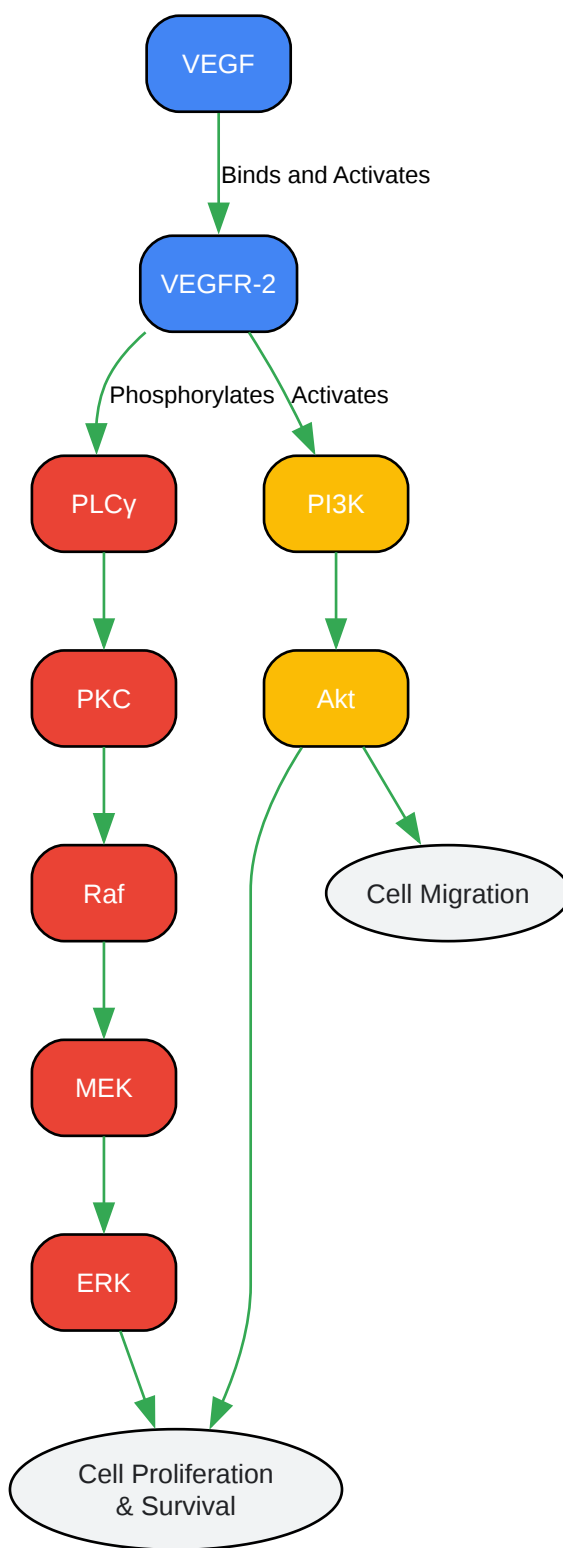 VEGF
Binds and Activates
VEGFR-2
Phosphorylates
Activates
PLCγ
PI3K
PKC
Akt
Raf
Cell Migration
MEK
ERK
Cell Proliferation
& Survival